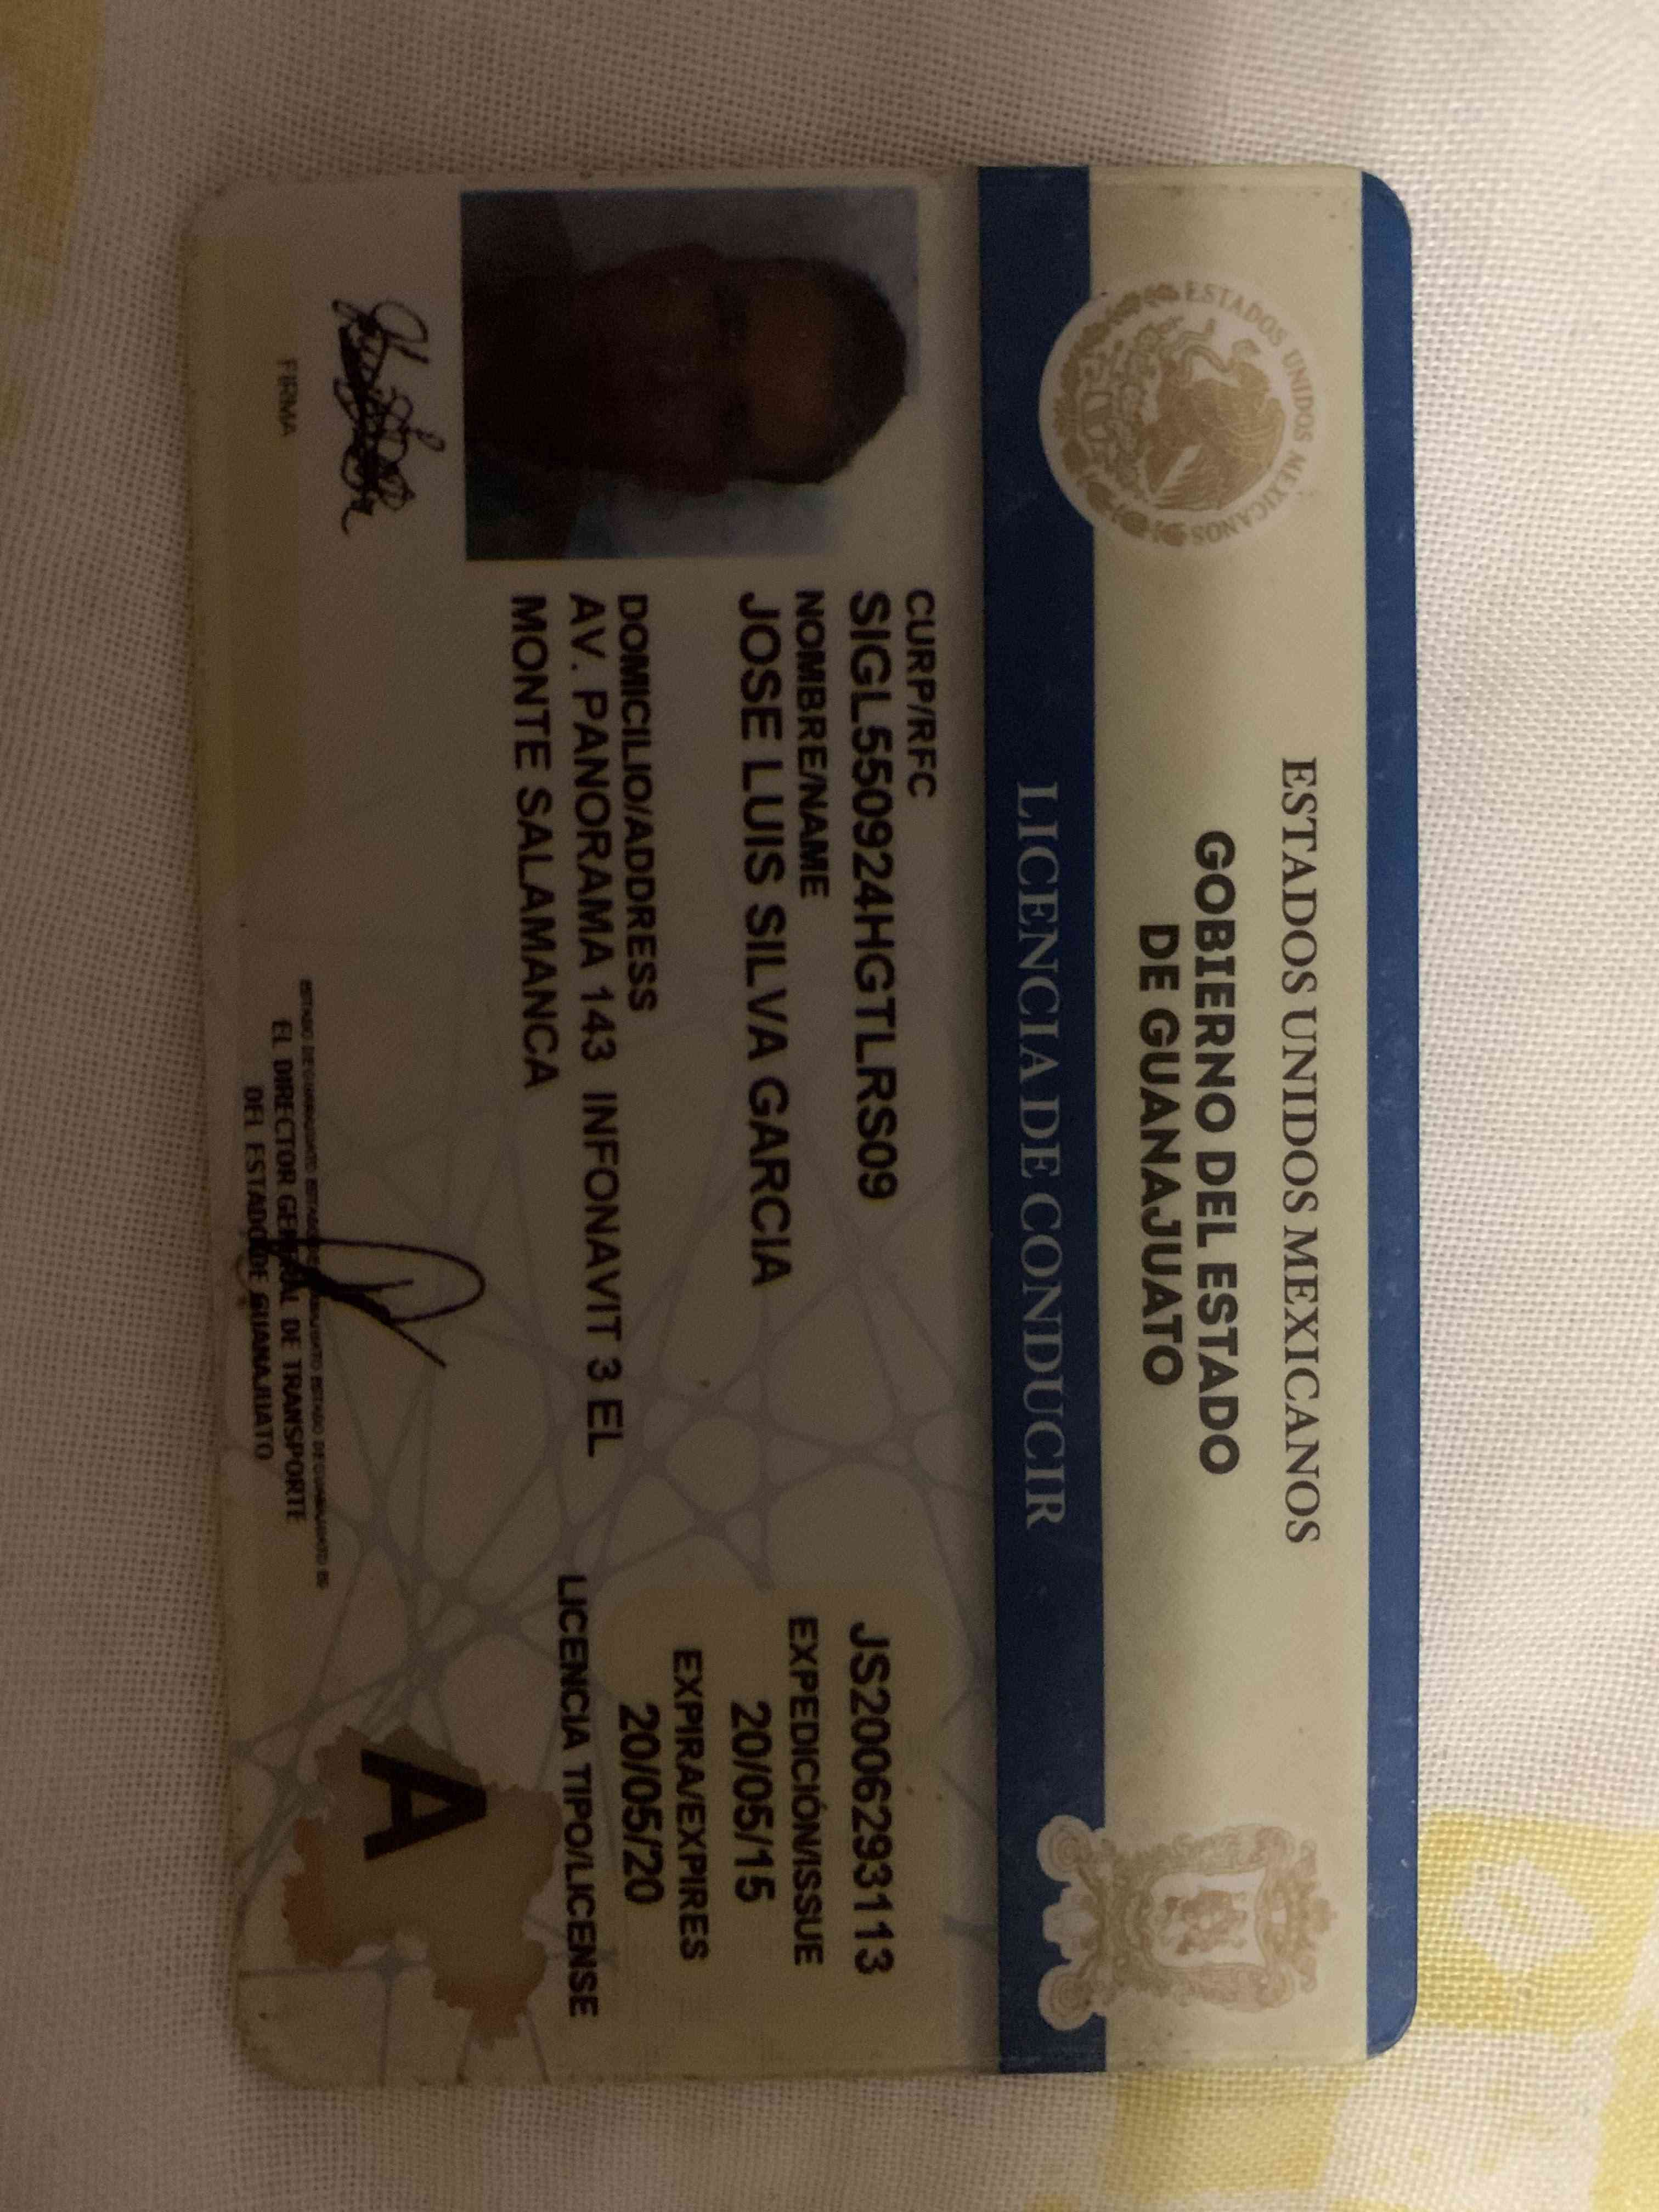 ESTADOS UNIDOS MEXICANOS
ESTADOS UNIDOS MEXICANOS
GOBIERNO DEL ESTADO
DE GUANAJUATO
LICENCIA DE CONDUCIR
CURP/RFC
SIGL550924HGTLRS09
NOMBRE/NAME
JOSE LUIS SILVA GARCIA
DOMICILIO/ADDRESS
AV. PANORAMA 143 INFONAVIT 3 EL
MONTE SALAMANCA
JS2006293113
EXPEDICIÓN/ISSUE
20/05/15
EXPIRA/EXPIRES
20/05/20
LICENCIA TIPO/LICENSE
A
FIRMA
EL DIRECTOR GENERAL DE TRANSPORTE
DEL ESTADO DE GUANAJUATO